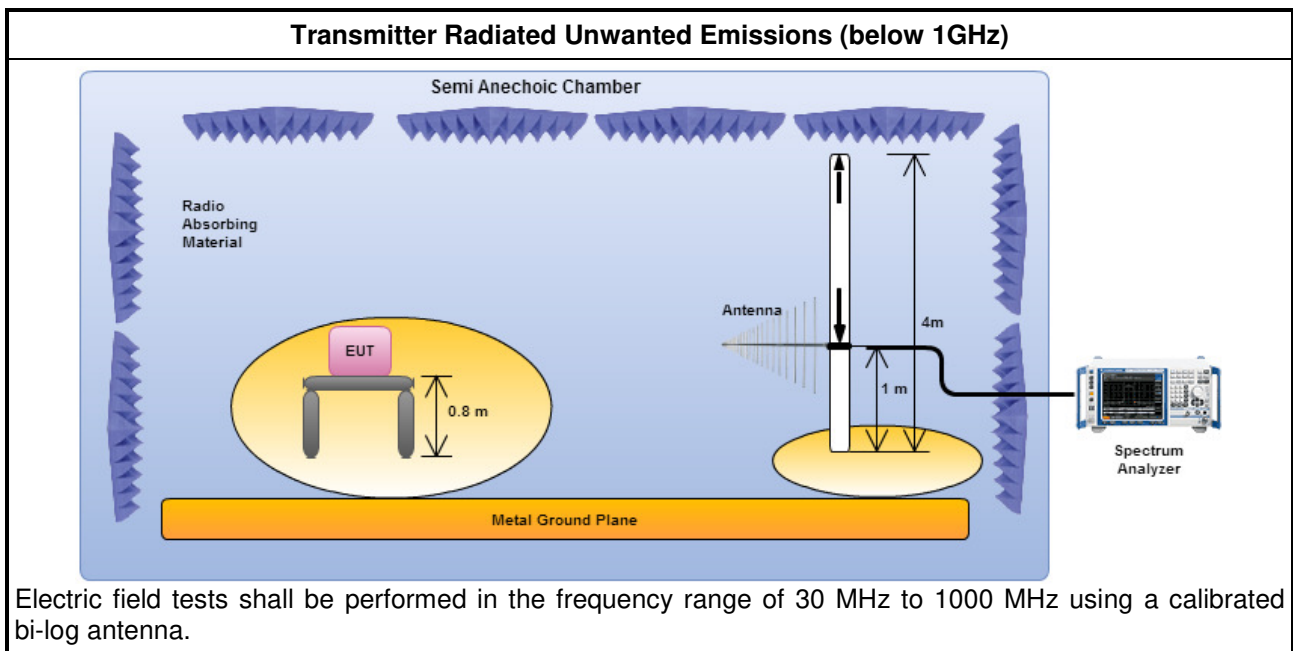 Transmitter Radiated Unwanted Emissions (below 1GHz)
Semi Anechoic Chamber
Radio
Absorbing
Material
Antenna
4m
EUT
1 m
0.8 m
Spectrum
Analyzer
Metal Ground Plane
Electric field tests shall be performed in the frequency range of 30 MHz to 1000 MHz using a calibrated
bi-log antenna.